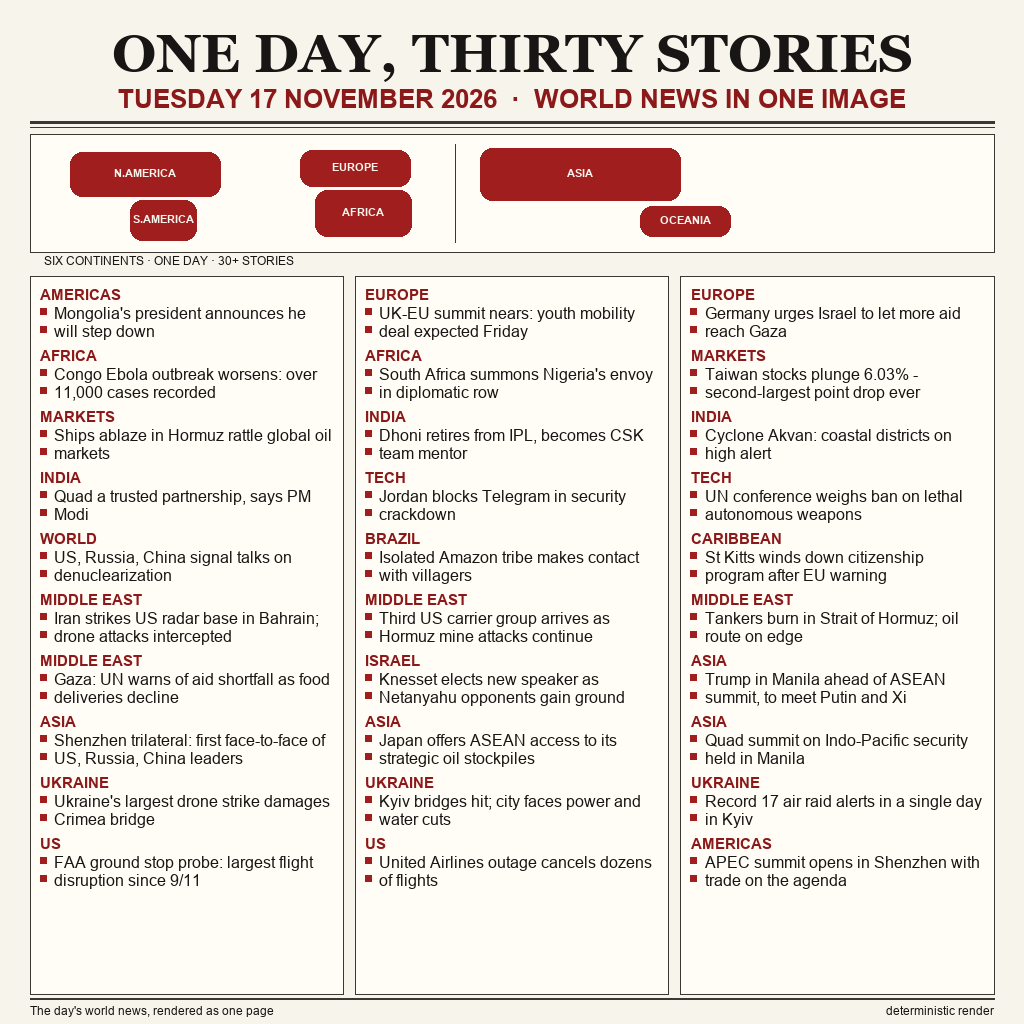 ONE DAY, THIRTY STORIES
TUESDAY 17 NOVEMBER 2026 · WORLD NEWS IN ONE IMAGE
N.AMERICA
S.AMERICA
EUROPE
AFRICA
ASIA
OCEANIA
SIX CONTINENTS · ONE DAY · 30+ STORIES
AMERICAS
Mongolia's president announces he
will step down
AFRICA
Congo Ebola outbreak worsens: over
11,000 cases recorded
MARKETS
Ships ablaze in Hormuz rattle global oil
markets
INDIA
Quad a trusted partnership, says PM
Modi
WORLD
US, Russia, China signal talks on
denuclearization
MIDDLE EAST
Iran strikes US radar base in Bahrain;
drone attacks intercepted
MIDDLE EAST
Gaza: UN warns of aid shortfall as food
deliveries decline
ASIA
Shenzhen trilateral: first face-to-face of
US, Russia, China leaders
UKRAINE
Ukraine's largest drone strike damages
Crimea bridge
US
FAA ground stop probe: largest flight
disruption since 9/11
EUROPE
UK-EU summit nears: youth mobility
deal expected Friday
AFRICA
South Africa summons Nigeria's envoy
in diplomatic row
INDIA
Dhoni retires from IPL, becomes CSK
team mentor
TECH
Jordan blocks Telegram in security
crackdown
BRAZIL
Isolated Amazon tribe makes contact
with villagers
MIDDLE EAST
Third US carrier group arrives as
Hormuz mine attacks continue
ISRAEL
Knesset elects new speaker as
Netanyahu opponents gain ground
ASIA
Japan offers ASEAN access to its
strategic oil stockpiles
UKRAINE
Kyiv bridges hit; city faces power and
water cuts
US
United Airlines outage cancels dozens
of flights
EUROPE
Germany urges Israel to let more aid
reach Gaza
MARKETS
Taiwan stocks plunge 6.03% -
second-largest point drop ever
INDIA
Cyclone Akvan: coastal districts on
high alert
TECH
UN conference weighs ban on lethal
autonomous weapons
CARIBBEAN
St Kitts winds down citizenship
program after EU warning
MIDDLE EAST
Tankers burn in Strait of Hormuz; oil
route on edge
ASIA
Trump in Manila ahead of ASEAN
summit, to meet Putin and Xi
ASIA
Quad summit on Indo-Pacific security
held in Manila
UKRAINE
Record 17 air raid alerts in a single day
in Kyiv
AMERICAS
APEC summit opens in Shenzhen with
trade on the agenda
The day's world news, rendered as one page
deterministic render